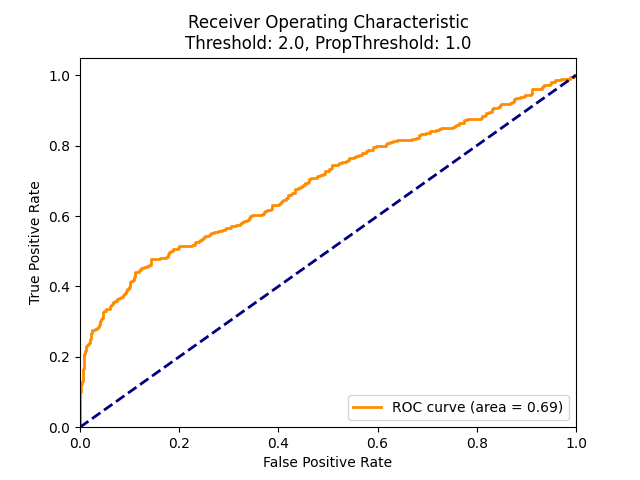 Receiver Operating Characteristic
Threshold: 2.0, PropThreshold: 1.0
1.0
0.8
0.6
0.4
0.2
0.0
True Positive Rate
ROC curve (area = 0.69)
0.0 0.2 0.4 0.6 0.8 1.0
False Positive Rate